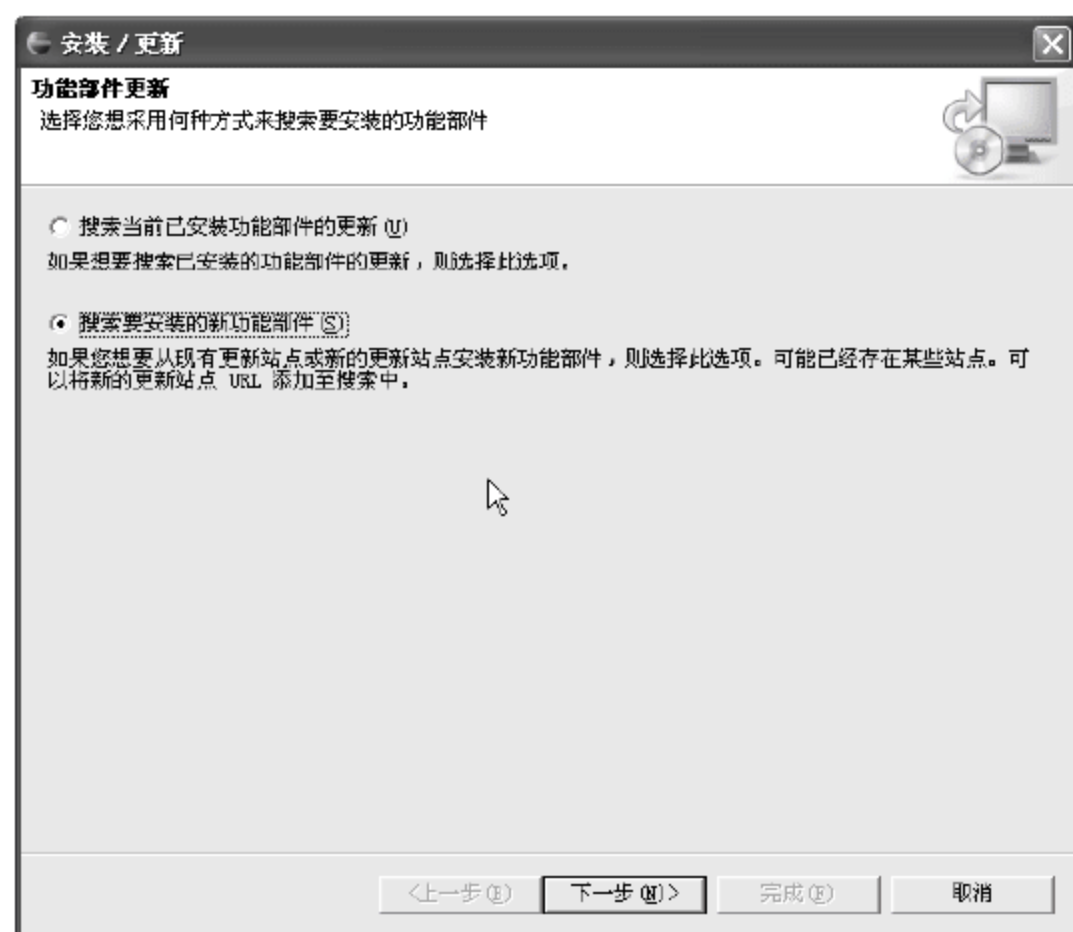 安装 / 更新
功能部件更新
选择您想采用何种方式来搜索要安装的功能部件
搜索当前已安装功能部件的更新(U)
如果想要搜索已安装的功能部件的更新，则选择此选项。
搜索要安装的新功能部件(S)
如果您想要从现有更新站点或新的更新站点安装新功能部件，则选择此选项。可能已经存在某些站点。可
以将新的更新站点 URL 添加至搜索中。
<上一步(B) 下一步(N)> 完成(F) 取消